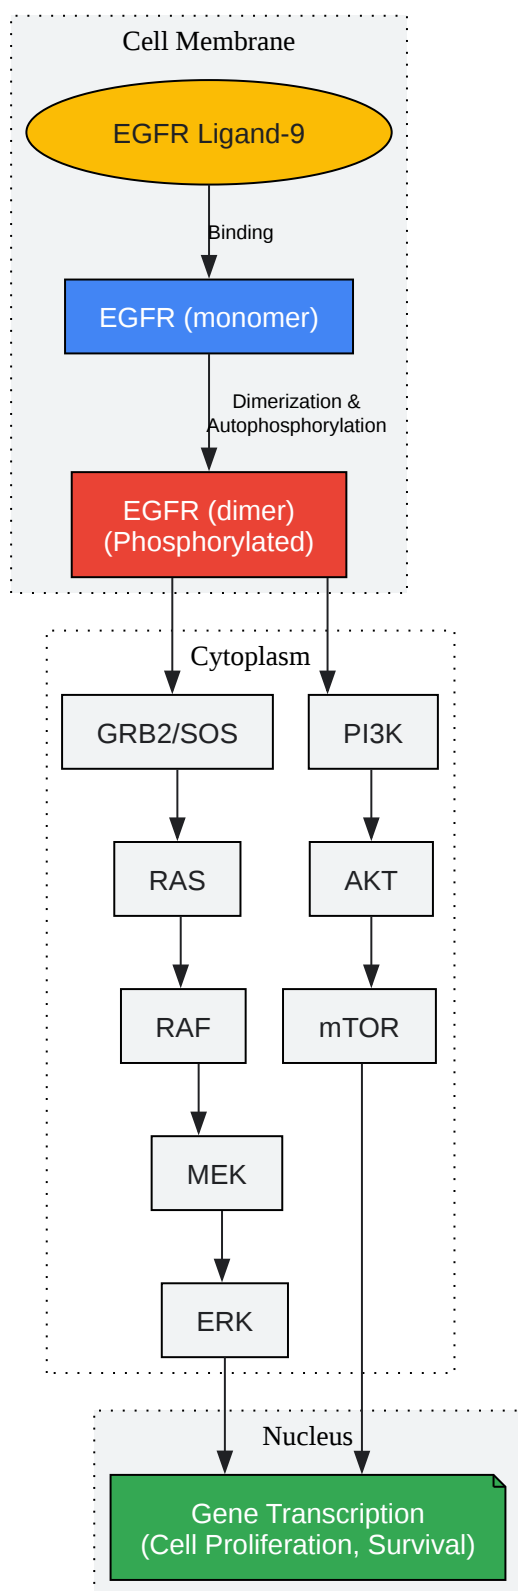 Cell Membrane
EGFR Ligand-9
Binding
EGFR (monomer)
Dimerization &
Autophosphorylation
EGFR (dimer)
(Phosphorylated)
Cytoplasm
GRB2/SOS
PI3K
RAS
AKT
RAF
mTOR
MEK
ERK
Nucleus
Gene Transcription
(Cell Proliferation, Survival)